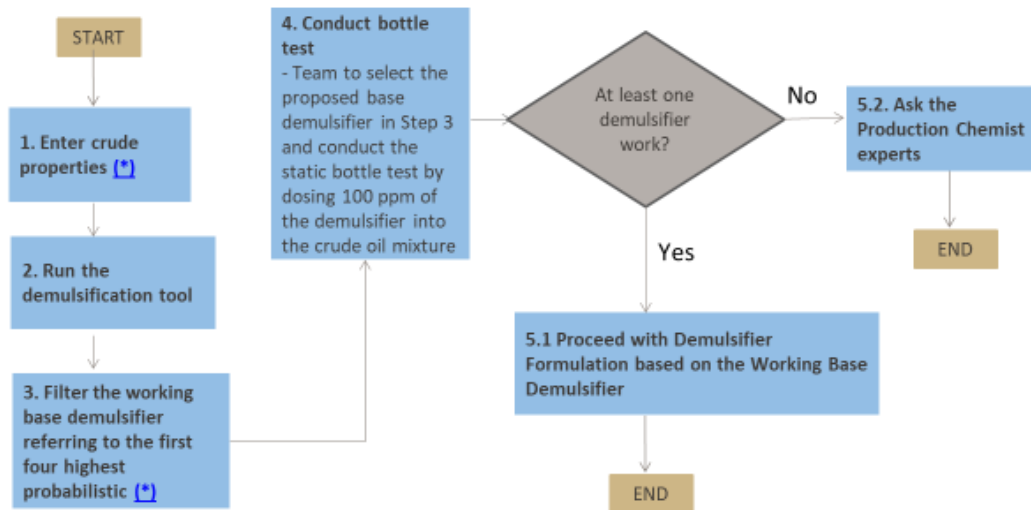 START
1. Enter crude
properties (*)
2. Run the
demulsification tool
3. Filter the working
base demulsifier
referring to the first
four highest
probabilistic (*)
4. Conduct bottle
test
- Team to select the
proposed base
demulsifier in Step 3
and conduct the
static bottle test by
dosing 100 ppm of
the demulsifier into
the crude oil mixture
At least one
demulsifier
work?
No
5.2. Ask the
Production Chemist
experts
END
Yes
5.1 Proceed with Demulsifier
Formulation based on the Working Base
Demulsifier
END